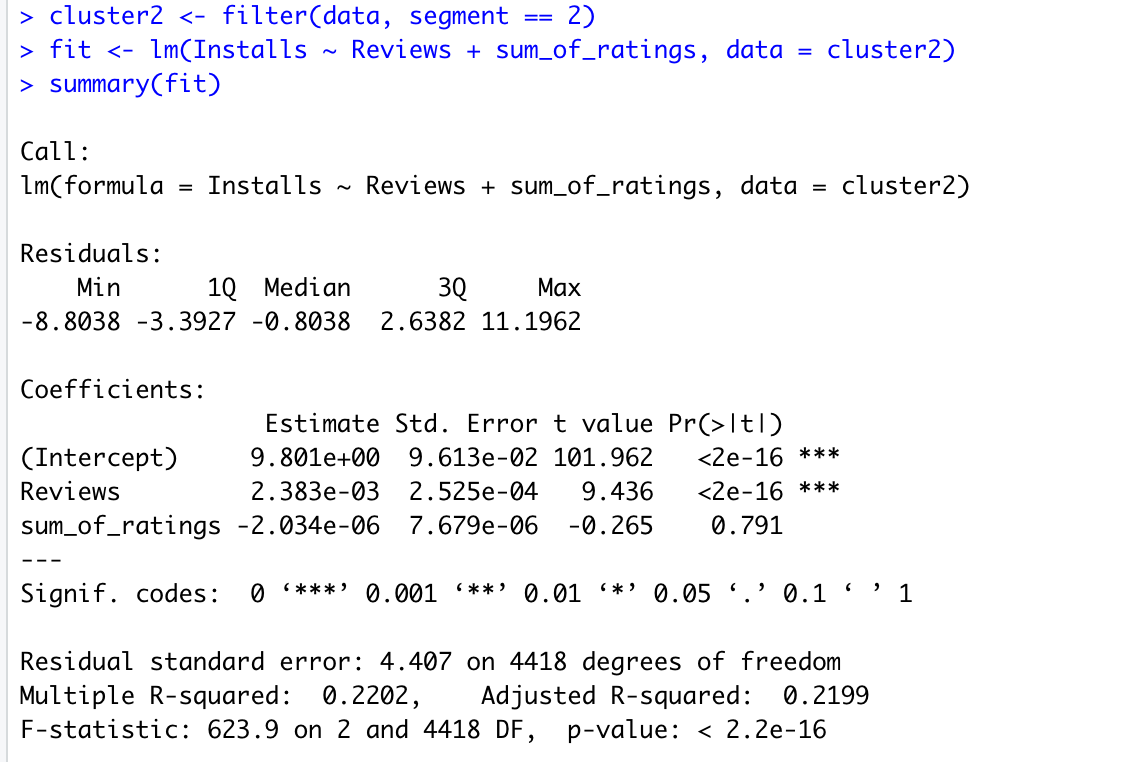 > cluster2 <- filter(data, segment == 2)
> fit <- lm(Installs ~ Reviews + sum_of_ratings, data = cluster2)
> summary(fit)

Call:
lm(formula = Installs ~ Reviews + sum_of_ratings, data = cluster2)

Residuals:
    Min      1Q  Median      3Q     Max
-8.8038 -3.3927 -0.8038  2.6382 11.1962

Coefficients:
                 Estimate Std. Error t value Pr(>|t|)
(Intercept)     9.801e+00  9.613e-02 101.962   <2e-16 ***
Reviews         2.383e-03  2.525e-04   9.436   <2e-16 ***
sum_of_ratings -2.034e-06  7.679e-06  -0.265    0.791
---
Signif. codes:  0 ‘***’ 0.001 ‘**’ 0.01 ‘*’ 0.05 ‘.’ 0.1 ‘ ’ 1

Residual standard error: 4.407 on 4418 degrees of freedom
Multiple R-squared:  0.2202,    Adjusted R-squared:  0.2199
F-statistic: 623.9 on 2 and 4418 DF,  p-value: < 2.2e-16